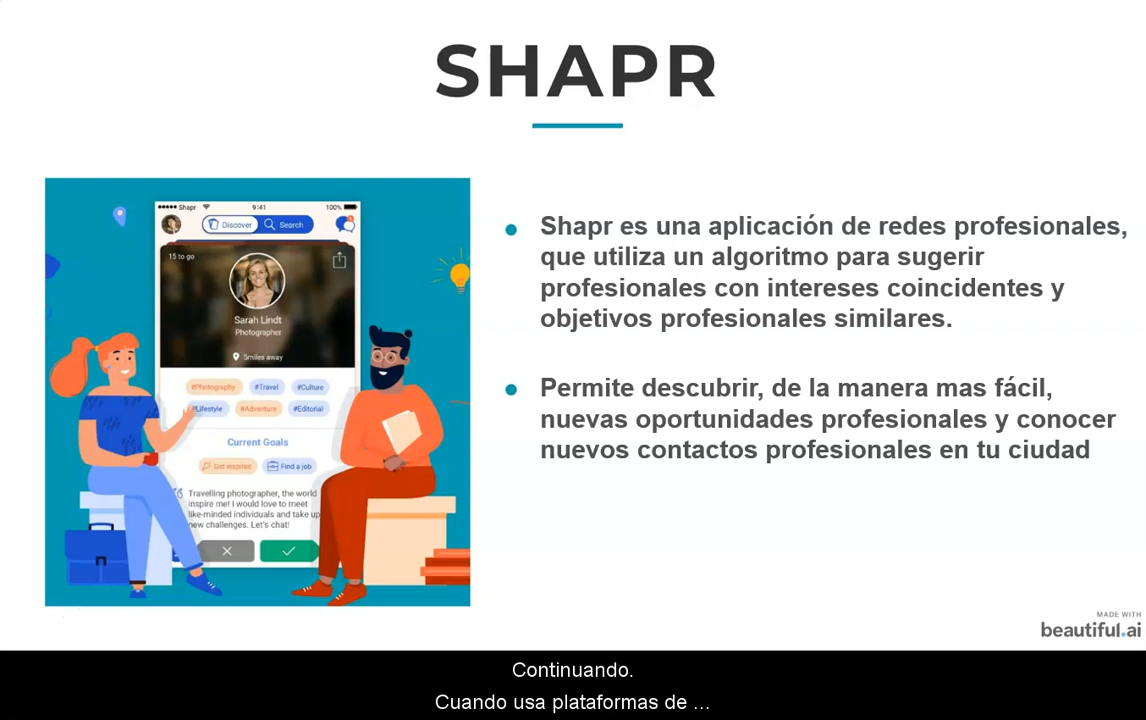 SHAPR
Shapr
9:41
100%
Discover
Search
15 to go
Sarah Lindt
Photographer
5miles away
#Photography
#Travel
#Culture
#Lifestyle
#Adventure
#Editorial
Current Goals
Get inspired
Find a job
Travelling photographer, the world
inspire me! I would love to meet
like-minded individuals and take up
new challenges. Let's chat!
Shapr es una aplicación de redes profesionales,
que utiliza un algoritmo para sugerir
profesionales con intereses coincidentes y
objetivos profesionales similares.
Permite descubrir, de la manera mas fácil,
nuevas oportunidades profesionales y conocer
nuevos contactos profesionales en tu ciudad
MADE WITH
beautiful.ai
Continuando.
Cuando usa plataformas de ...